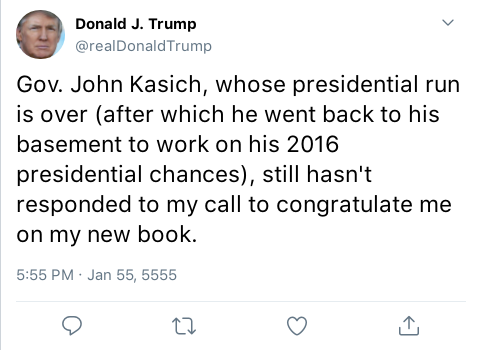 Donald J. Trump
@realDonaldTrump
Gov. John Kasich, whose presidential run
is over (after which he went back to his
basement to work on his 2016
presidential chances), still hasn't
responded to my call to congratulate me
on my new book.
5:55 PM · Jan 55, 5555